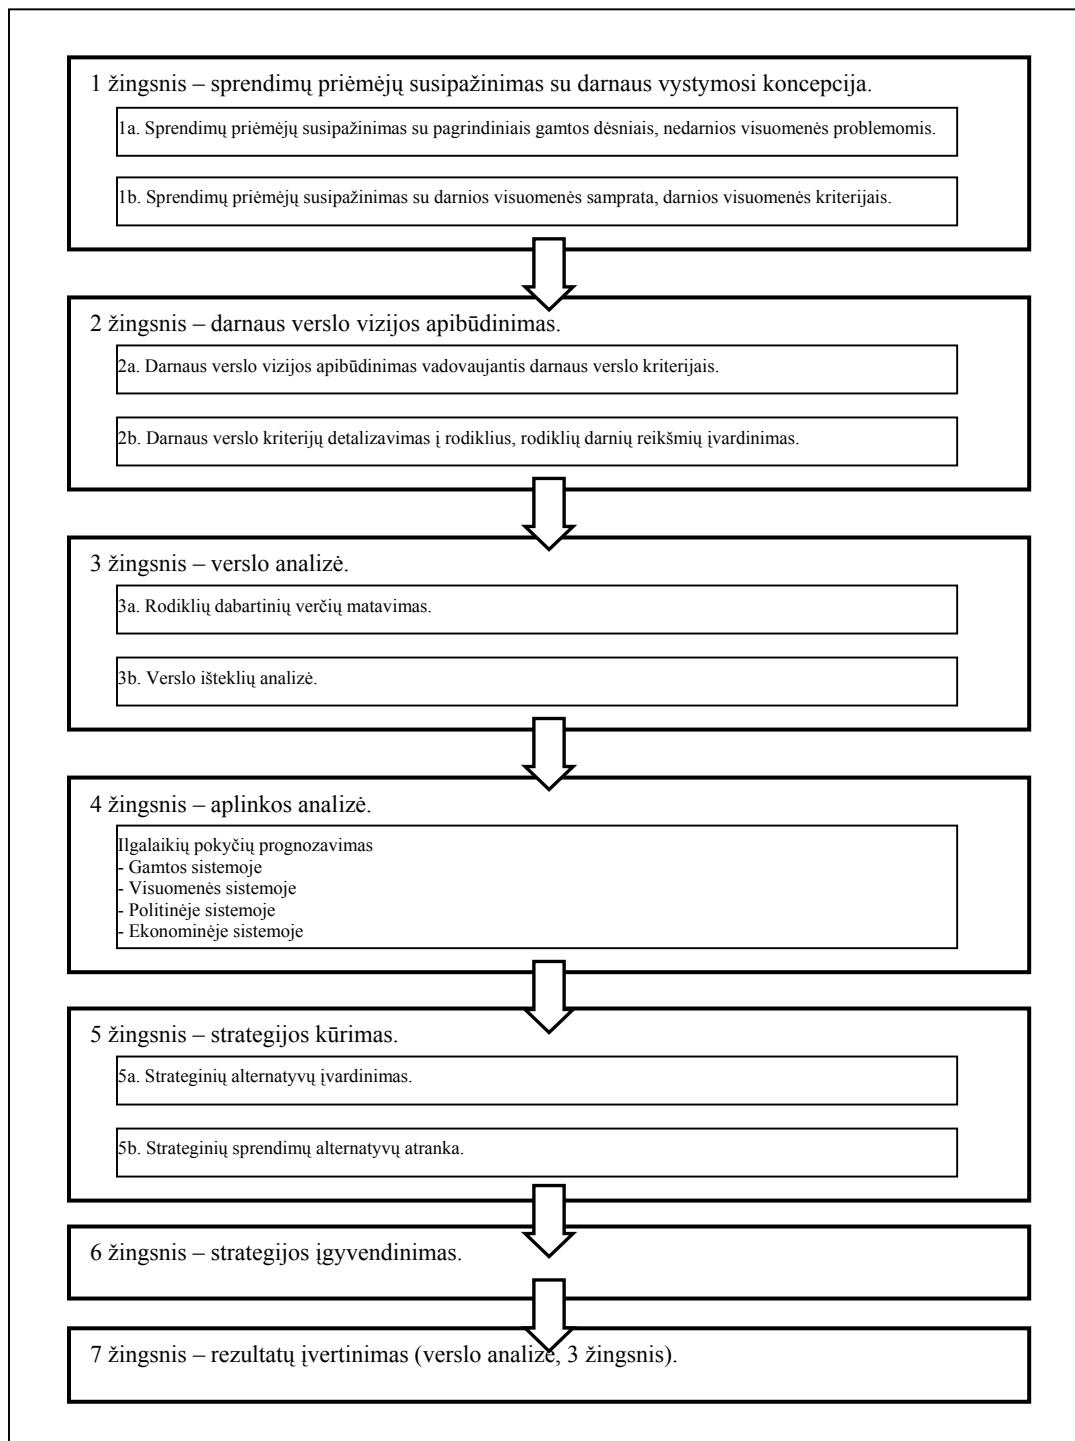 1 žingsnis – sprendimų priėmėjų susipažinimas su darnaus vystymosi koncepcija.
1a. Sprendimų priėmėjų susipažinimas su pagrindiniais gamtos dėsniais, nedarnios visuomenės problemomis.
1b. Sprendimų priėmėjų susipažinimas su darnios visuomenės samprata, darnios visuomenės kriterijais.
2 žingsnis – darnaus verslo vizijos apibūdinimas.
2a. Darnaus verslo vizijos apibūdinimas vadovaujantis darnaus verslo kriterijais.
2b. Darnaus verslo kriterijų detalizavimas į rodiklius, rodiklių darnių reikšmių įvardinimas.
3 žingsnis – verslo analizė.
3a. Rodiklių dabartinių verčių matavimas.
3b. Verslo išteklių analizė.
4 žingsnis – aplinkos analizė.
Ilgalaikių pokyčių prognozavimas
- Gamtos sistemoje
- Visuomenės sistemoje
- Politinėje sistemoje
- Ekonominėje sistemoje
5 žingsnis – strategijos kūrimas.
5a. Strateginių alternatyvų įvardinimas.
5b. Strateginių sprendimų alternatyvų atranka.
6 žingsnis – strategijos įgyvendinimas.
7 žingsnis – rezultatų įvertinimas (verslo analizė, 3 žingsnis).